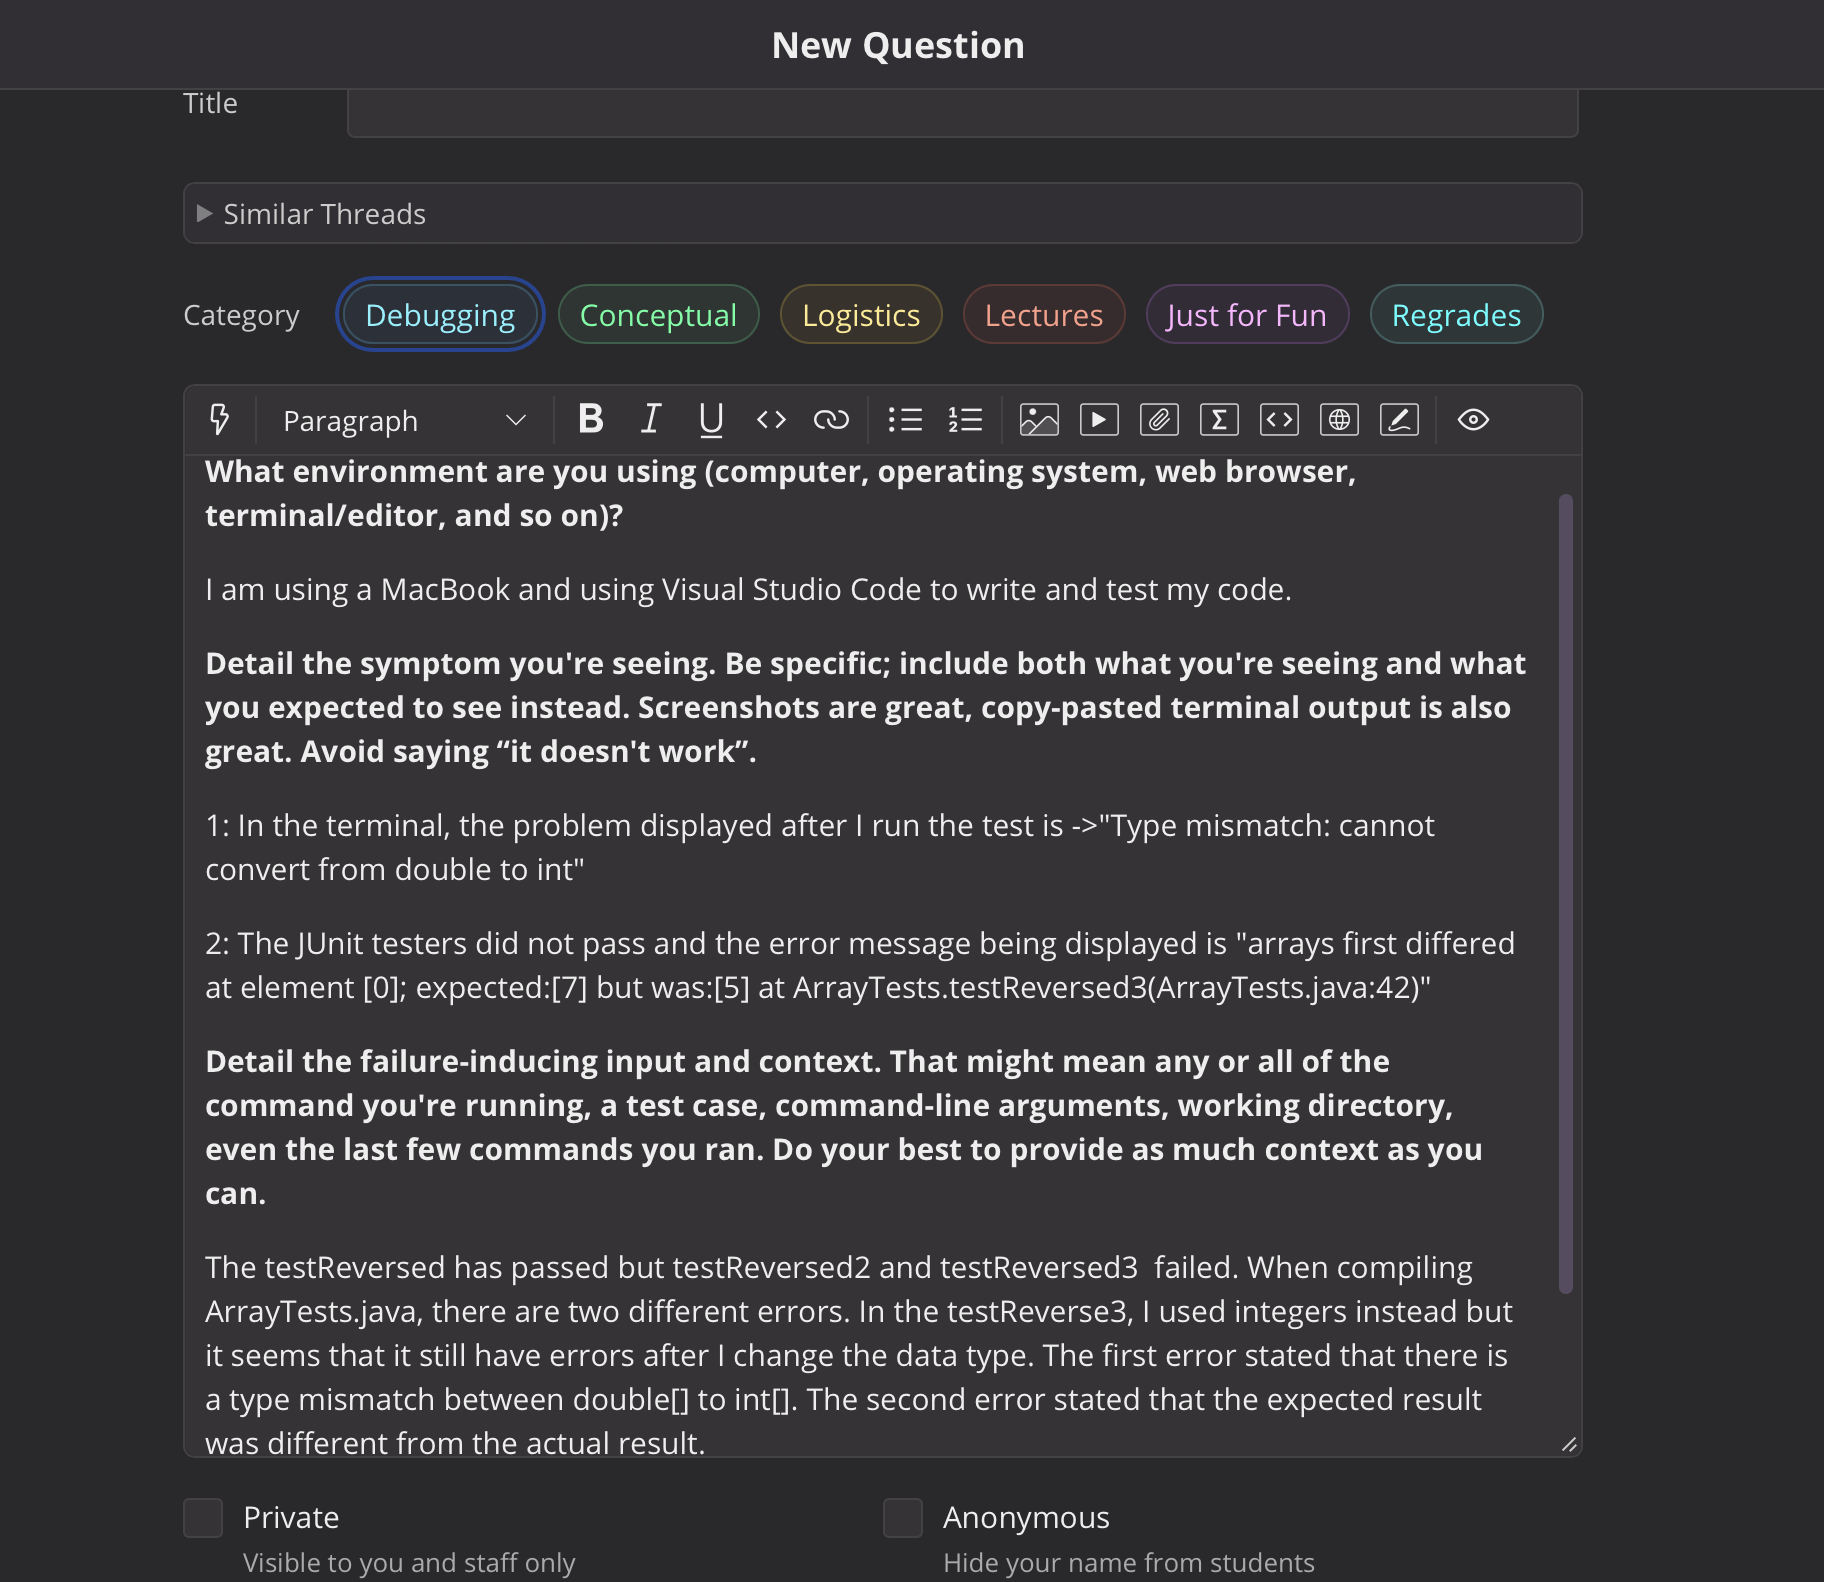 New Question
Title
Similar Threads
Category Debugging Conceptual Logistics Lectures Just for Fun Regrades
Paragraph B I U
What environment are you using (computer, operating system, web browser,
terminal/editor, and so on)?
I am using a MacBook and using Visual Studio Code to write and test my code.
Detail the symptom you're seeing. Be specific; include both what you're seeing and what
you expected to see instead. Screenshots are great, copy-pasted terminal output is also
great. Avoid saying “it doesn't work”.
1: In the terminal, the problem displayed after I run the test is ->"Type mismatch: cannot
convert from double to int"
2: The JUnit testers did not pass and the error message being displayed is "arrays first differed
at element [0]; expected:[7] but was:[5] at ArrayTests.testReversed3(ArrayTests.java:42)"
Detail the failure-inducing input and context. That might mean any or all of the
command you're running, a test case, command-line arguments, working directory,
even the last few commands you ran. Do your best to provide as much context as you
can.
The testReversed has passed but testReversed2 and testReversed3  failed. When compiling
ArrayTests.java, there are two different errors. In the testReverse3, I used integers instead but
it seems that it still have errors after I change the data type. The first error stated that there is
a type mismatch between double[] to int[]. The second error stated that the expected result
was different from the actual result.
Private Anonymous
Visible to you and staff only Hide your name from students